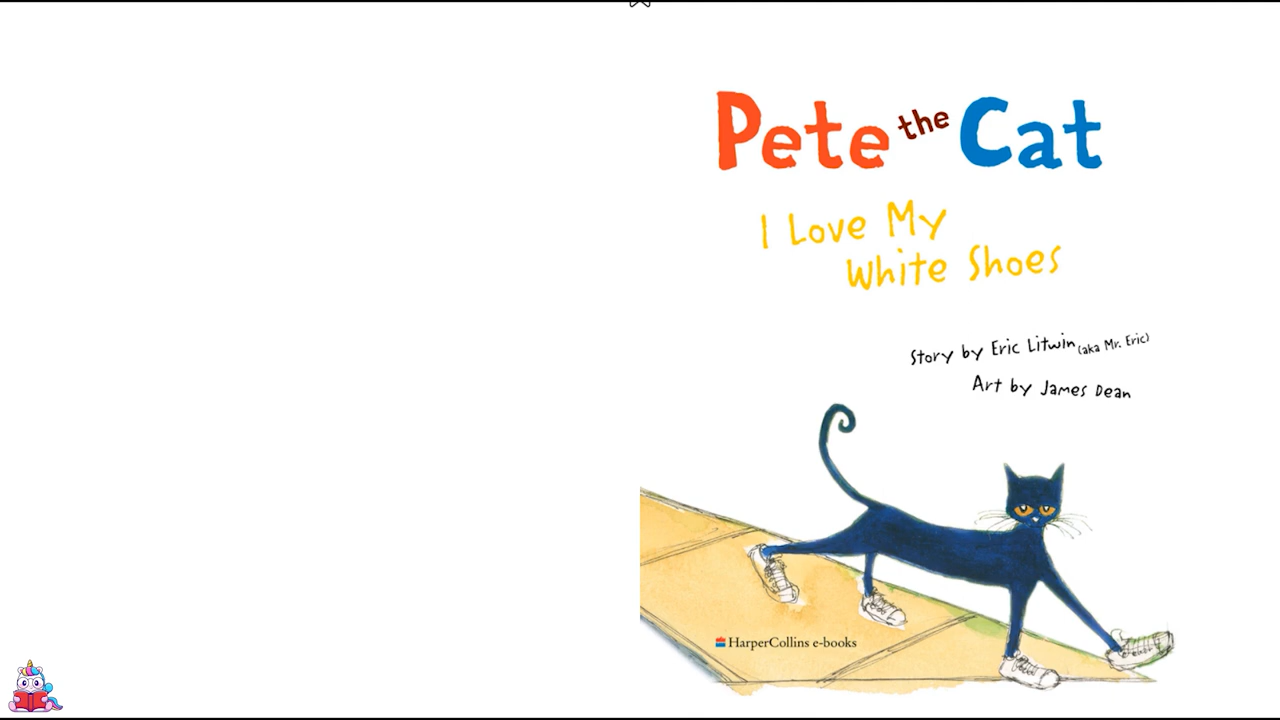 Pete the Cat
I Love My
White Shoes
Story by Eric Litwin (aka Mr. Eric)
Art by James Dean
HarperCollins e-books